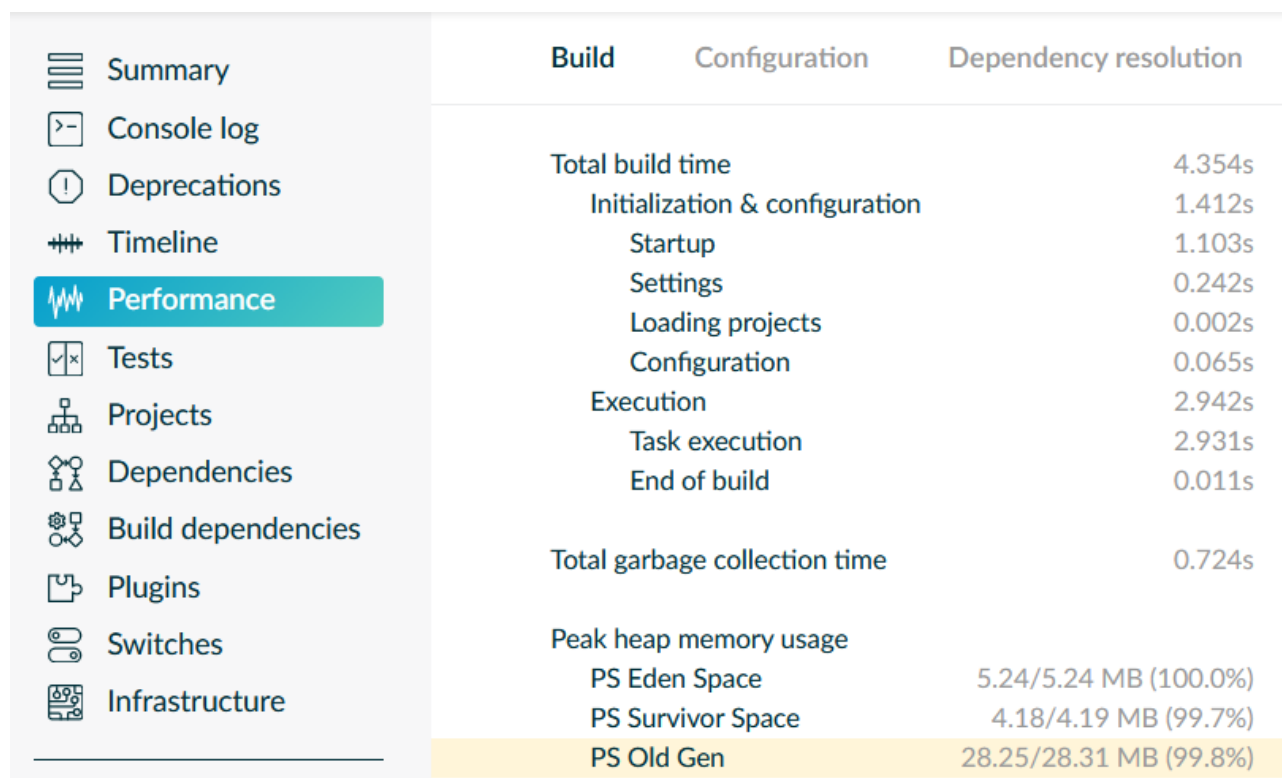 Summary
Console log
Deprecations
Timeline
Performance
Tests
Projects
Dependencies
Build dependencies
Plugins
Switches
Infrastructure
Build Configuration Dependency resolution
Total build time 4.354s
Initialization & configuration 1.412s
Startup 1.103s
Settings 0.242s
Loading projects 0.002s
Configuration 0.065s
Execution 2.942s
Task execution 2.931s
End of build 0.011s
Total garbage collection time 0.724s
Peak heap memory usage
PS Eden Space 5.24/5.24 MB (100.0%)
PS Survivor Space 4.18/4.19 MB (99.7%)
PS Old Gen 28.25/28.31 MB (99.8%)